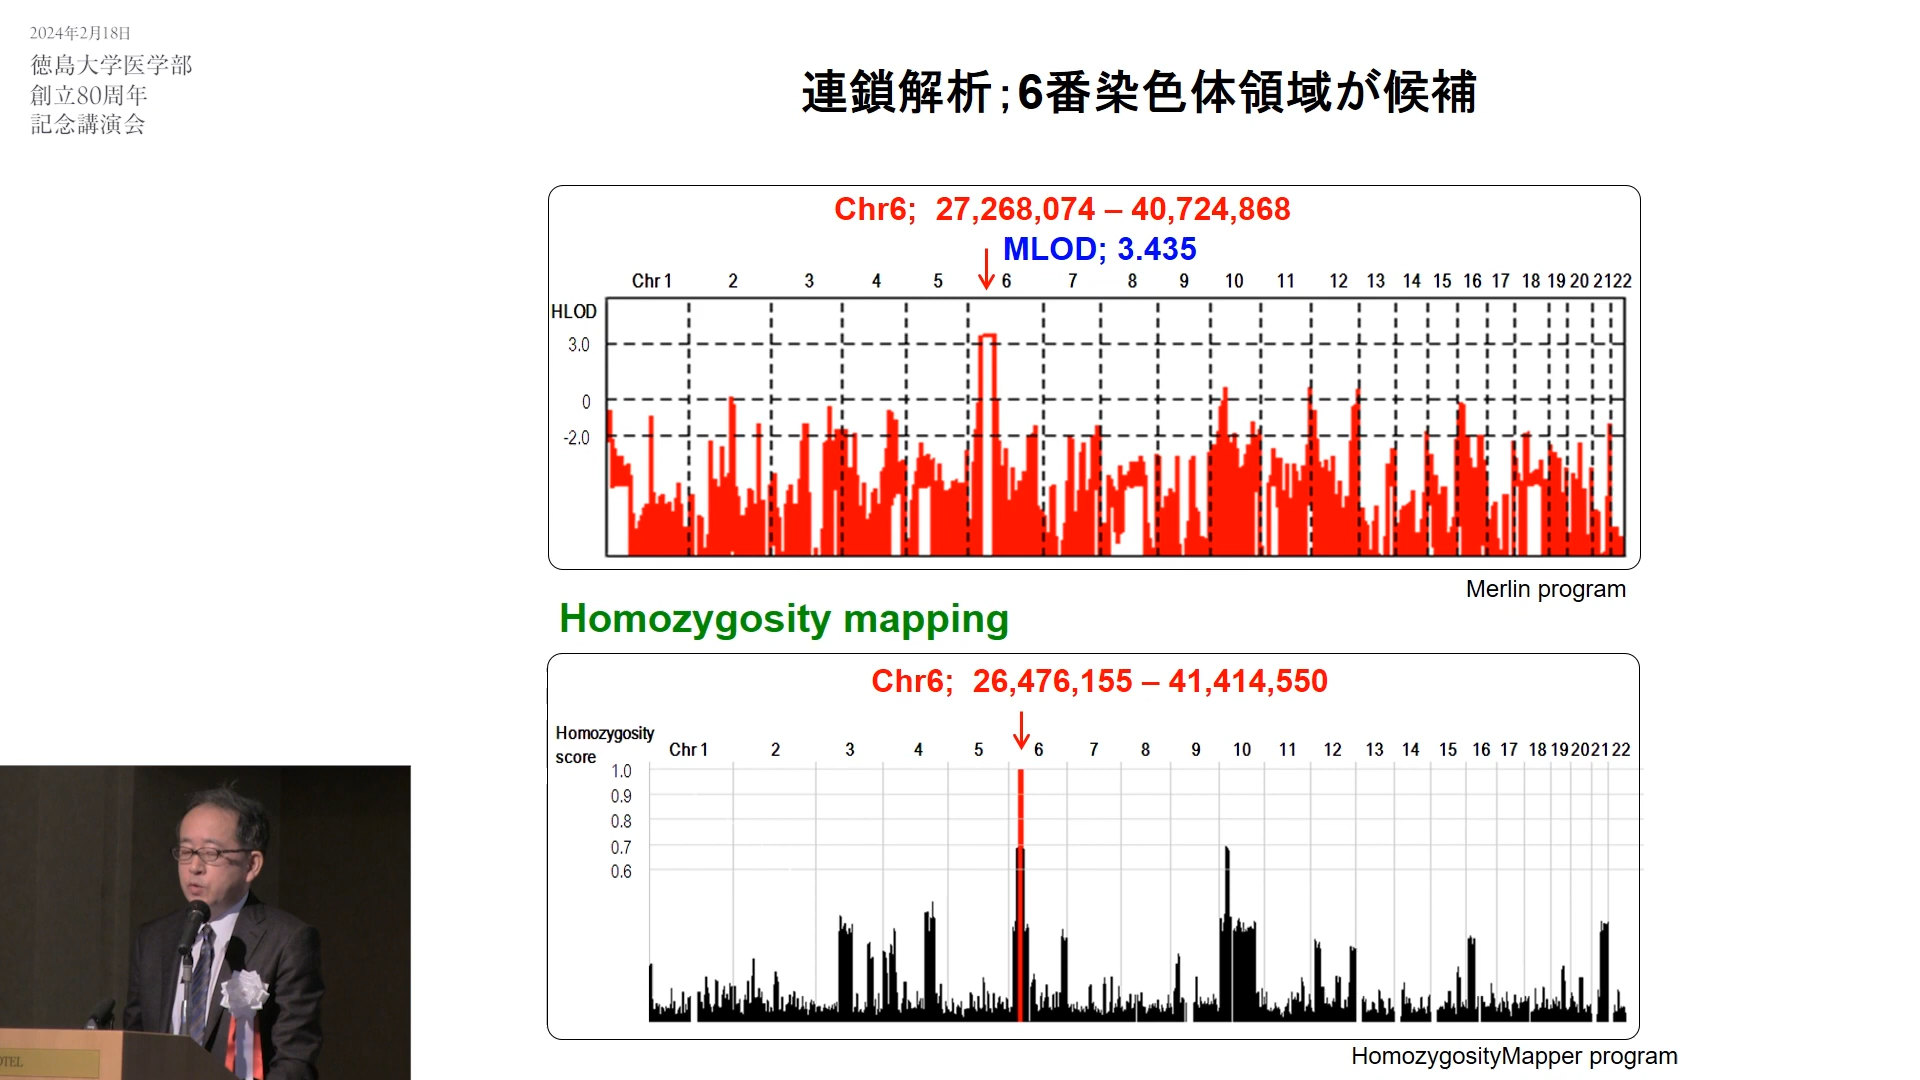 2024年2月18日
徳島大学医学部
創立80周年
記念講演会
連鎖解析;6番染色体領域が候補
Chr6; 27,268,074 – 40,724,868
MLOD; 3.435
Chr 1 2 3 4 5 6 7 8 9 10 11 12 13 14 15 16 17 18 19 20 21 22
HLOD
3.0
0
-2.0
Merlin program
Homozygosity mapping
Chr6; 26,476,155 – 41,414,550
Homozygosity
score
Chr 1 2 3 4 5 6 7 8 9 10 11 12 13 14 15 16 17 18 19 20 21 22
1.0
0.9
0.8
0.7
0.6
HomozygosityMapper program
OTEL